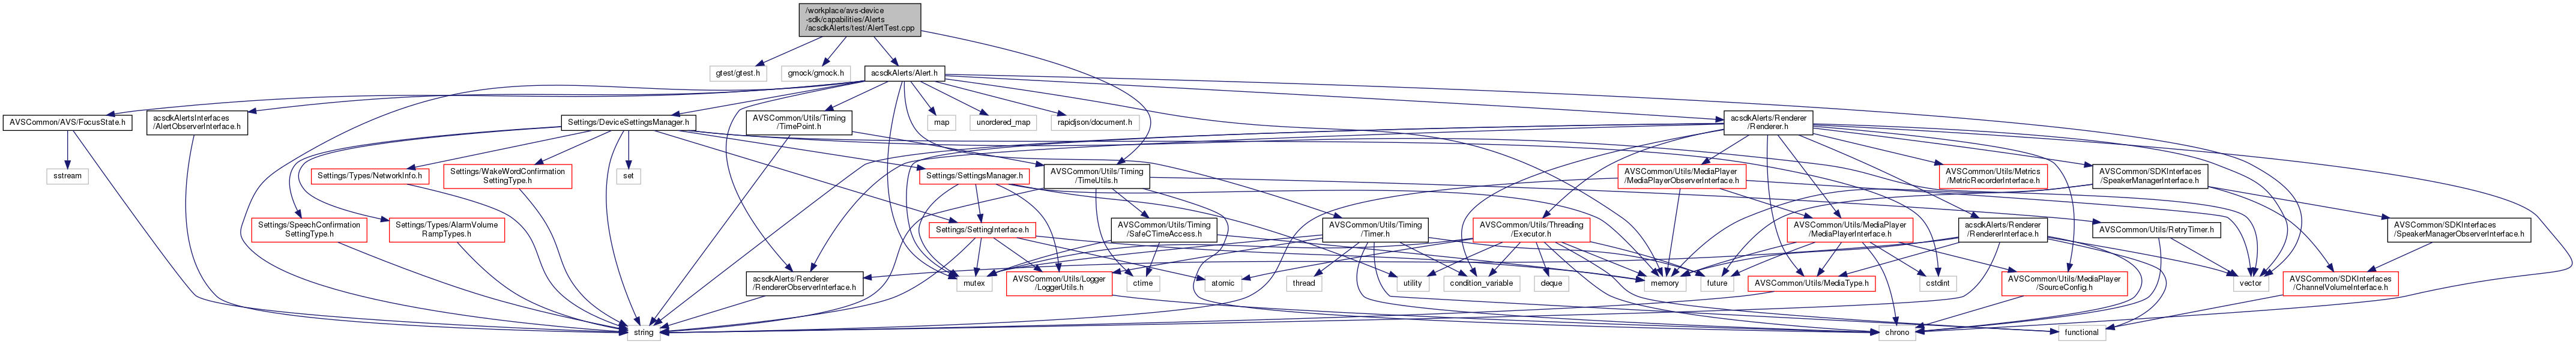 /workplace/avs-device
-sdk/capabilities/Alerts
/acsdkAlerts/test/AlertTest.cpp
gtest/gtest.h
gmock/gmock.h
acsdkAlerts/Alert.h
AVSCommon/AVS/FocusState.h
acsdkAlertsInterfaces
/AlertObserverInterface.h
Settings/DeviceSettingsManager.h
AVSCommon/Utils/Timing
/TimePoint.h
map
unordered_map
rapidjson/document.h
acsdkAlerts/Renderer
/Renderer.h
sstream
Settings/Types/NetworkInfo.h
Settings/WakeWordConfirmation
SettingType.h
set
Settings/SettingsManager.h
AVSCommon/Utils/Timing
/TimeUtils.h
AVSCommon/Utils/MediaPlayer
/MediaPlayerObserverInterface.h
AVSCommon/Utils/Metrics
/MetricRecorderInterface.h
AVSCommon/SDKInterfaces
/SpeakerManagerInterface.h
Settings/SpeechConfirmation
SettingType.h
Settings/Types/AlarmVolume
RampTypes.h
Settings/SettingInterface.h
AVSCommon/Utils/Timing
/SafeCTimeAccess.h
AVSCommon/Utils/Timing
/Timer.h
AVSCommon/Utils/Threading
/Executor.h
AVSCommon/Utils/MediaPlayer
/MediaPlayerInterface.h
acsdkAlerts/Renderer
/RendererInterface.h
AVSCommon/Utils/RetryTimer.h
AVSCommon/SDKInterfaces
/SpeakerManagerObserverInterface.h
acsdkAlerts/Renderer
/RendererObserverInterface.h
mutex
AVSCommon/Utils/Logger
/LoggerUtils.h
ctime
atomic
thread
utility
condition_variable
deque
memory
future
AVSCommon/Utils/MediaType.h
cstdint
AVSCommon/Utils/MediaPlayer
/SourceConfig.h
vector
AVSCommon/SDKInterfaces
/ChannelVolumeInterface.h
string
chrono
functional